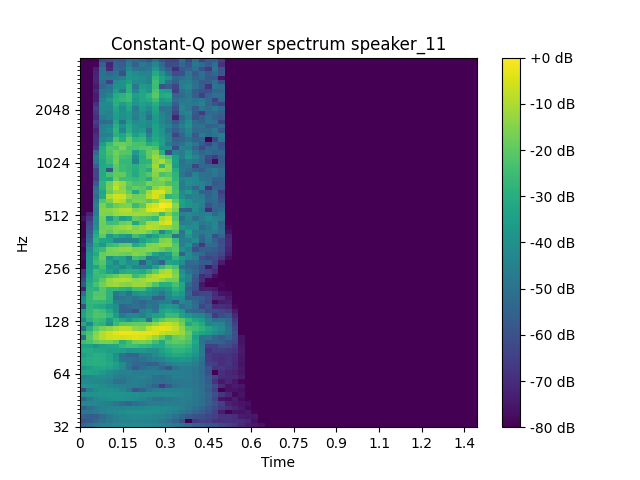 Constant-Q power spectrum speaker_11
Hz
2048
1024
512
256
128
64
32
0 0.15 0.3 0.45 0.6 0.75 0.9 1.1 1.2 1.4
Time
+0 dB
-10 dB
-20 dB
-30 dB
-40 dB
-50 dB
-60 dB
-70 dB
-80 dB